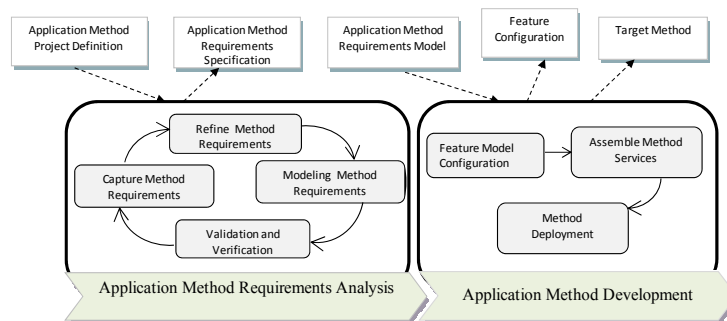 Application Method
Project Definition
Application Method
Requirements
Specification
Application Method
Requirements Model
Feature
Configuration
Target Method
Refine Method
Requirements
Capture Method
Requirements
Modeling Method
Requirements
Validation and
Verification
Feature Model
Configuration
Assemble Method
Services
Method
Deployment
Application Method Requirements Analysis
Application Method Development